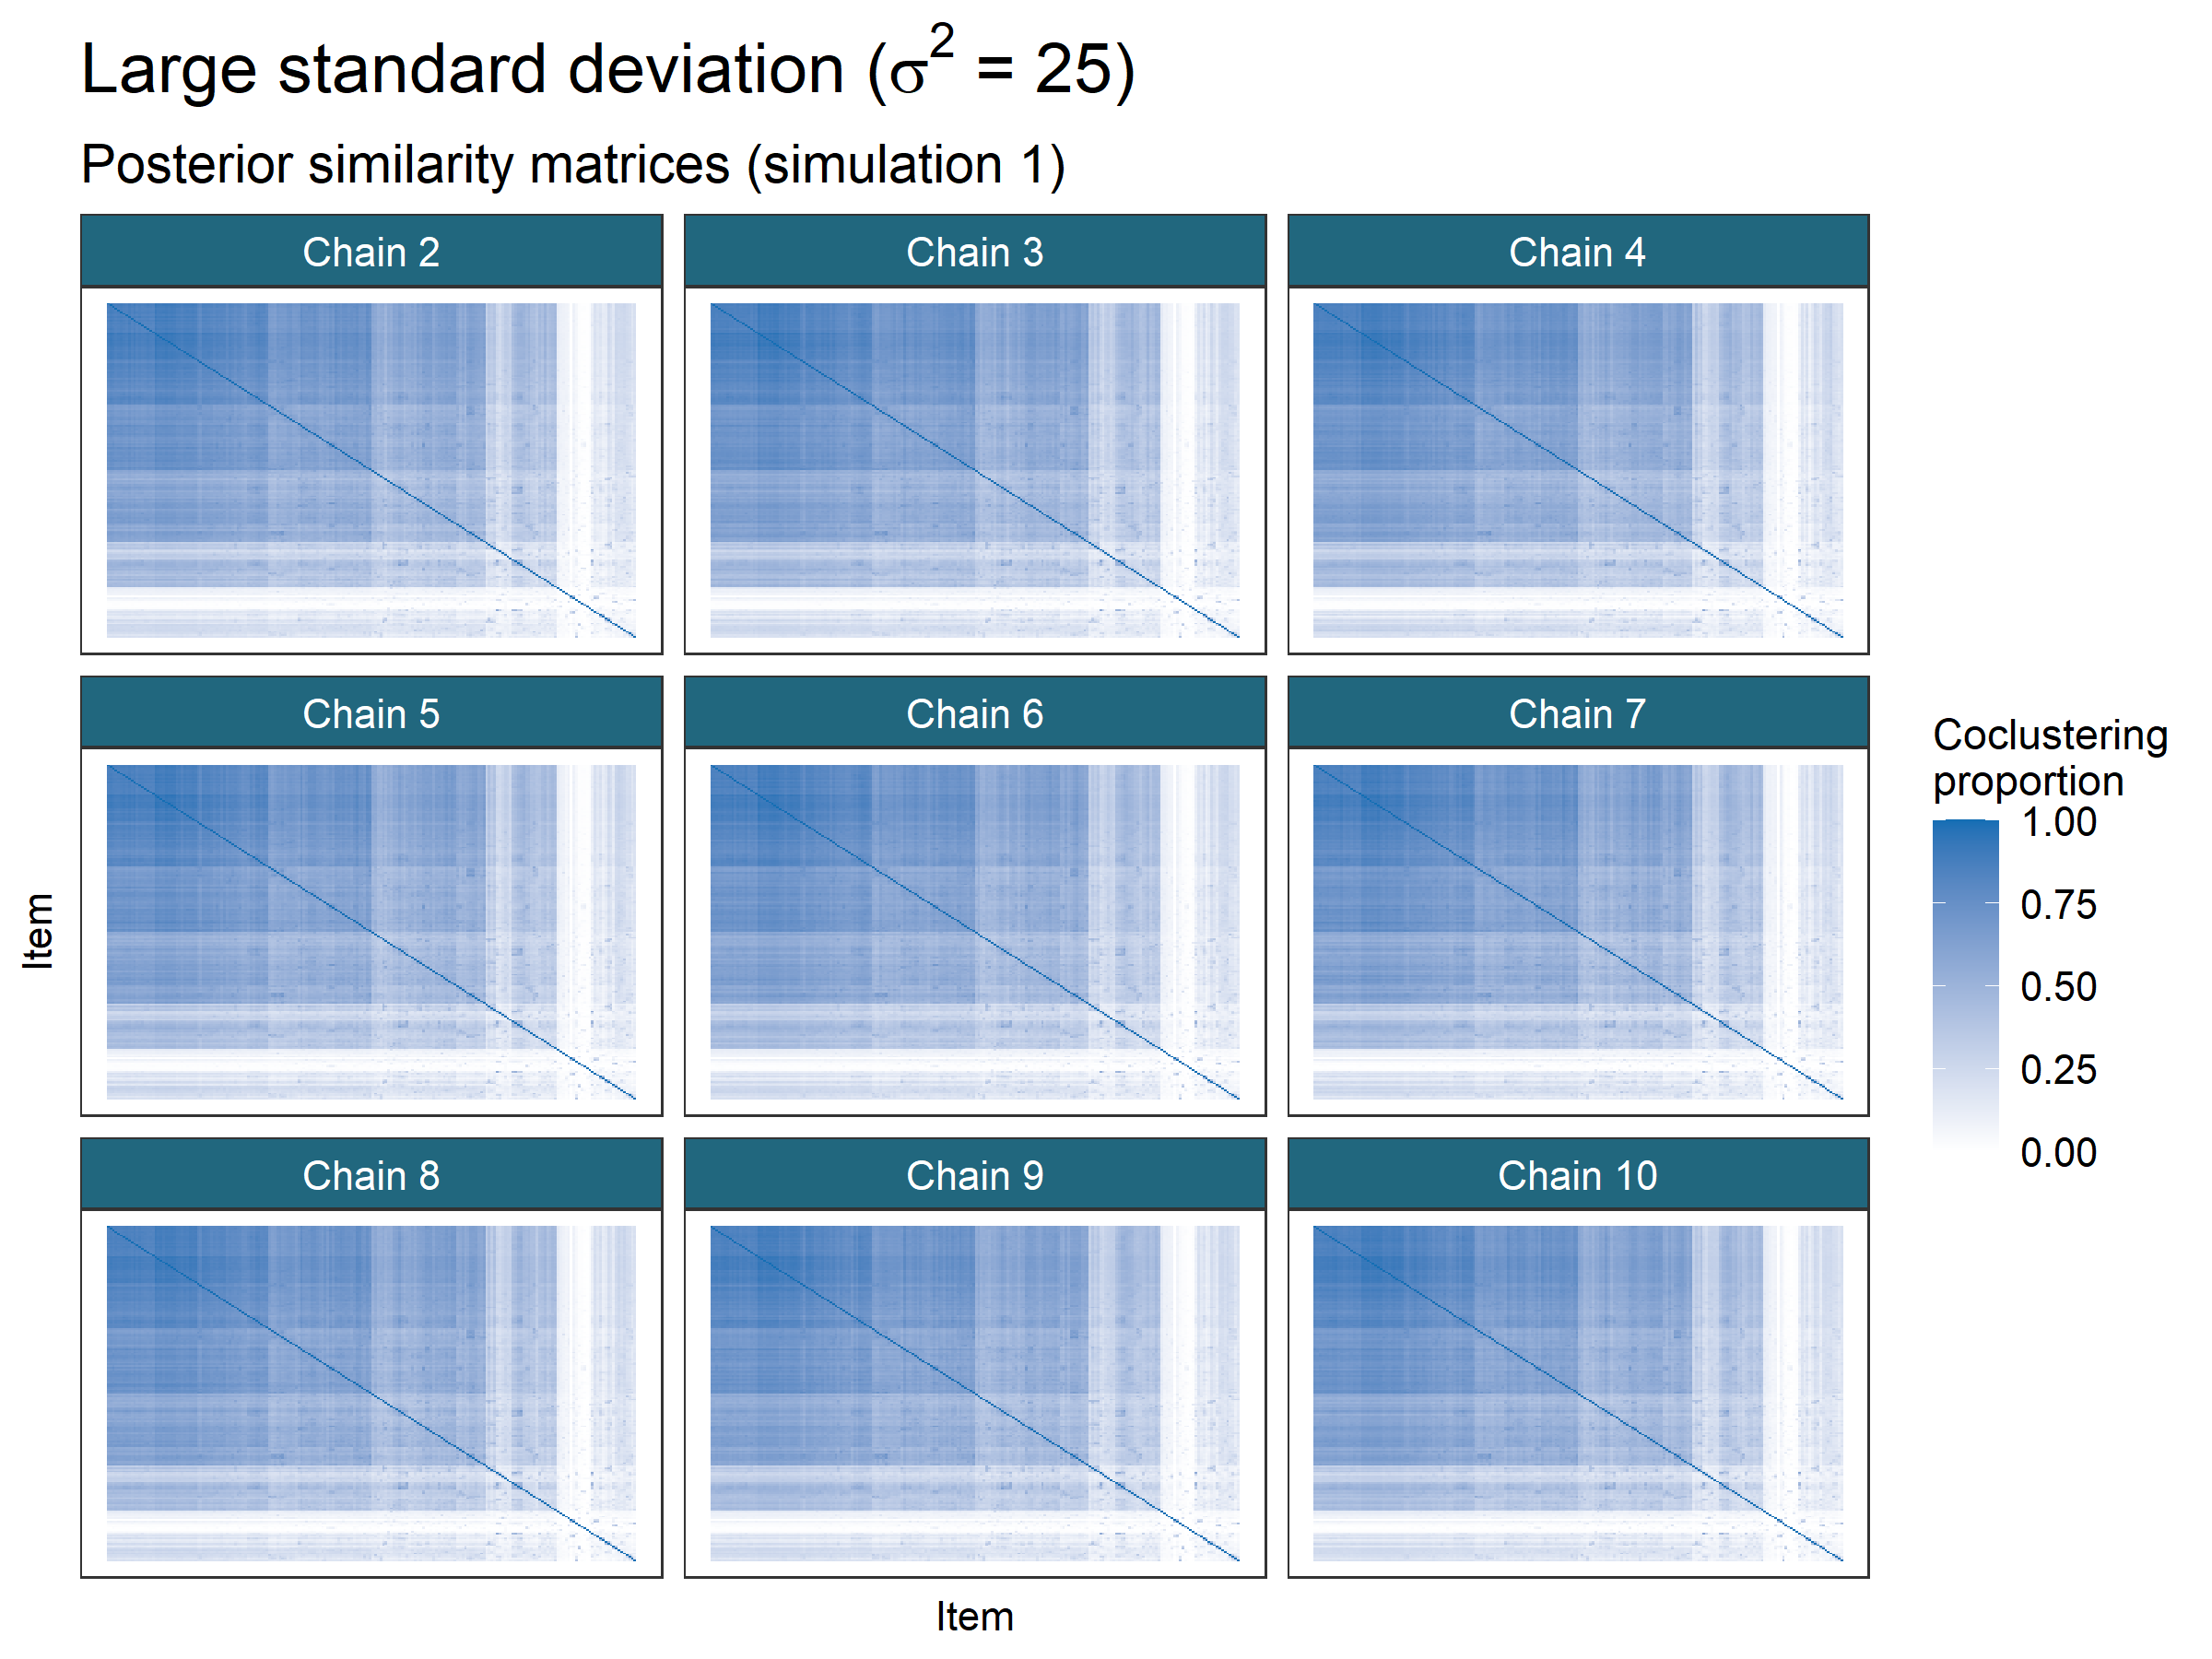 Large standard deviation (σ² = 25)
Posterior similarity matrices (simulation 1)
Chain 2
Chain 3
Chain 4
Chain 5
Chain 6
Chain 7
Chain 8
Chain 9
Chain 10
Item
Item
Coclustering
proportion
1.00
0.75
0.50
0.25
0.00